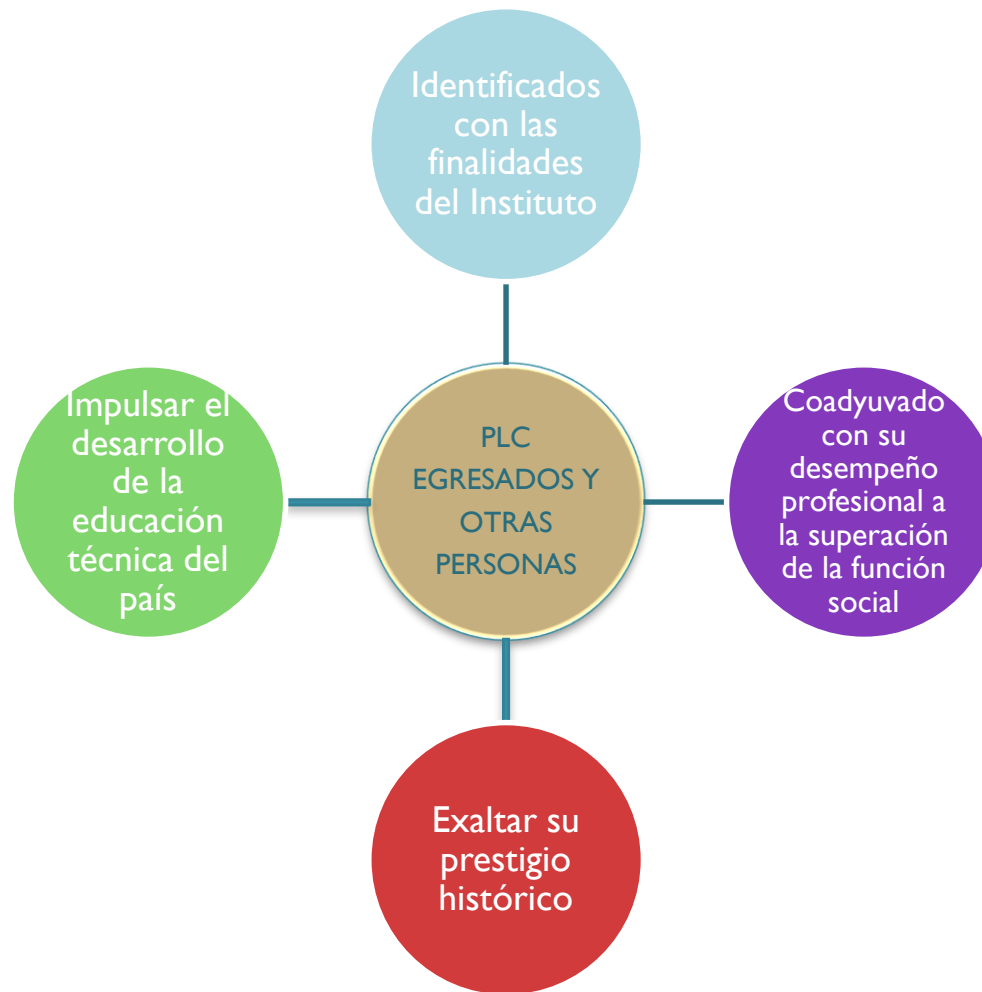 Identificados
con las
finalidades
del Instituto
Impulsar el
desarrollo
de la
educación
técnica del
país
PLC
EGRESADOS Y
OTRAS
PERSONAS
Coadyuvado
con su
desempeño
profesional a
la superación
de la función
social
Exaltar su
prestigio
histórico